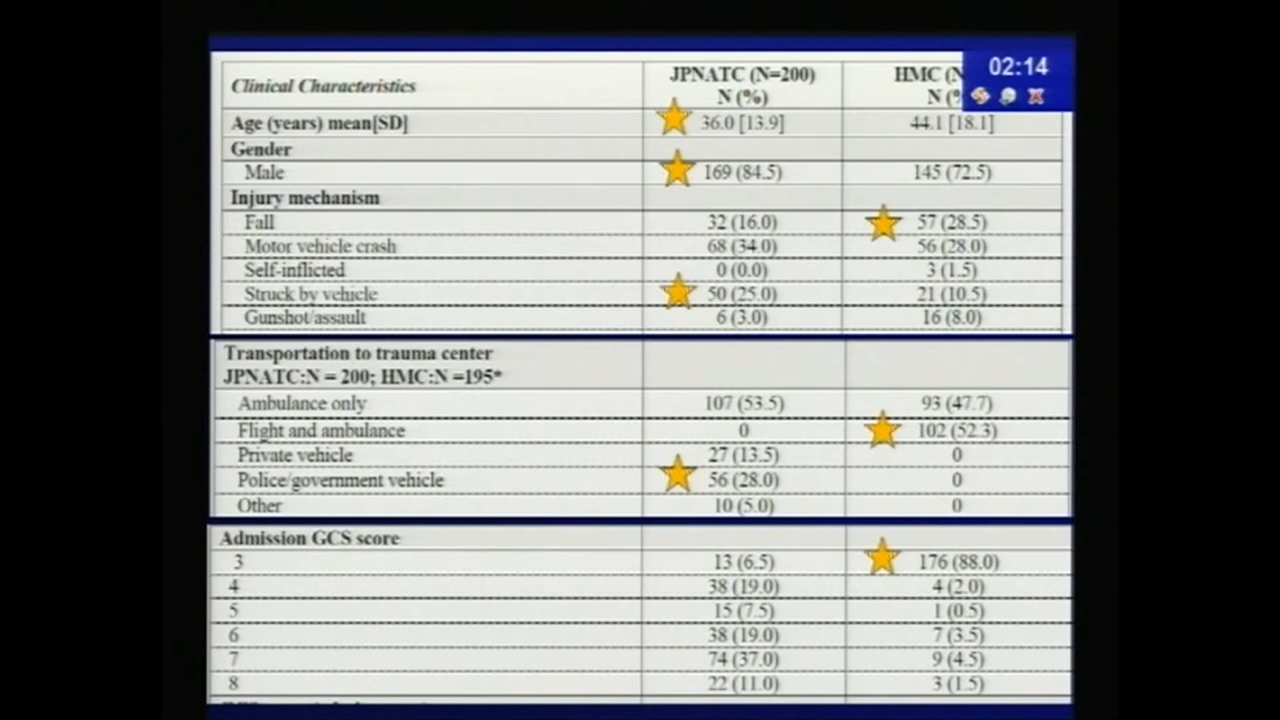 02:14
Clinical Characteristics JPNATC (N=200) HMC (N
N (%) N (%
Age (years) mean[SD] 36.0 [13.9] 44.1 [18.1]
Gender
Male 169 (84.5) 145 (72.5)
Injury mechanism
Fall 32 (16.0) 57 (28.5)
Motor vehicle crash 68 (34.0) 56 (28.0)
Self-inflicted 0 (0.0) 3 (1.5)
Struck by vehicle 50 (25.0) 21 (10.5)
Gunshot/assault 6 (3.0) 16 (8.0)
Transportation to trauma center
JPNATC:N = 200; HMC:N =195*
Ambulance only 107 (53.5) 93 (47.7)
Flight and ambulance 0 102 (52.3)
Private vehicle 27 (13.5) 0
Police/government vehicle 56 (28.0) 0
Other 10 (5.0) 0
Admission GCS score
3 13 (6.5) 176 (88.0)
4 38 (19.0) 4 (2.0)
5 15 (7.5) 1 (0.5)
6 38 (19.0) 7 (3.5)
7 74 (37.0) 9 (4.5)
8 22 (11.0) 3 (1.5)